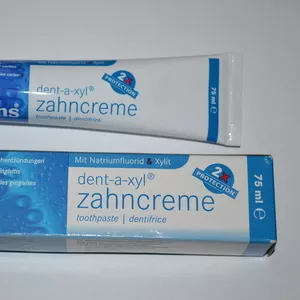 dent-a-xyl®
zahncreme
toothpaste | dentifrice
2x
PROTECTION
75 ml e
ns®
Mit Natriumfluorid & Xylit
dent-a-xyl®
zahncreme
toothpaste | dentifrice
2x
PROTECTION
75 ml e